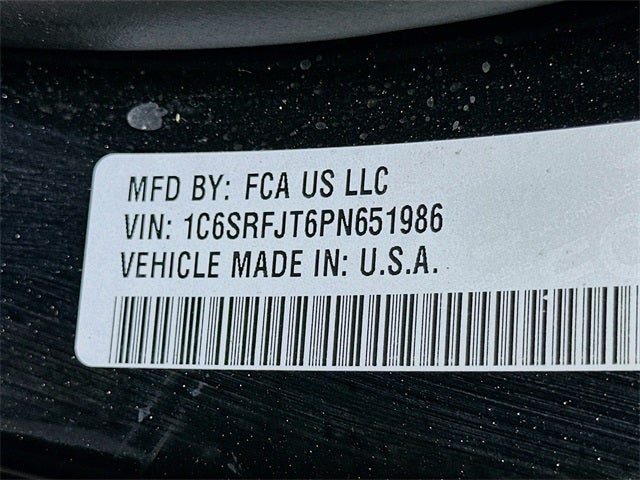 MFD BY: FCA US LLC
VIN: 1C6SRFJT6PN651986
VEHICLE MADE IN: U.S.A.